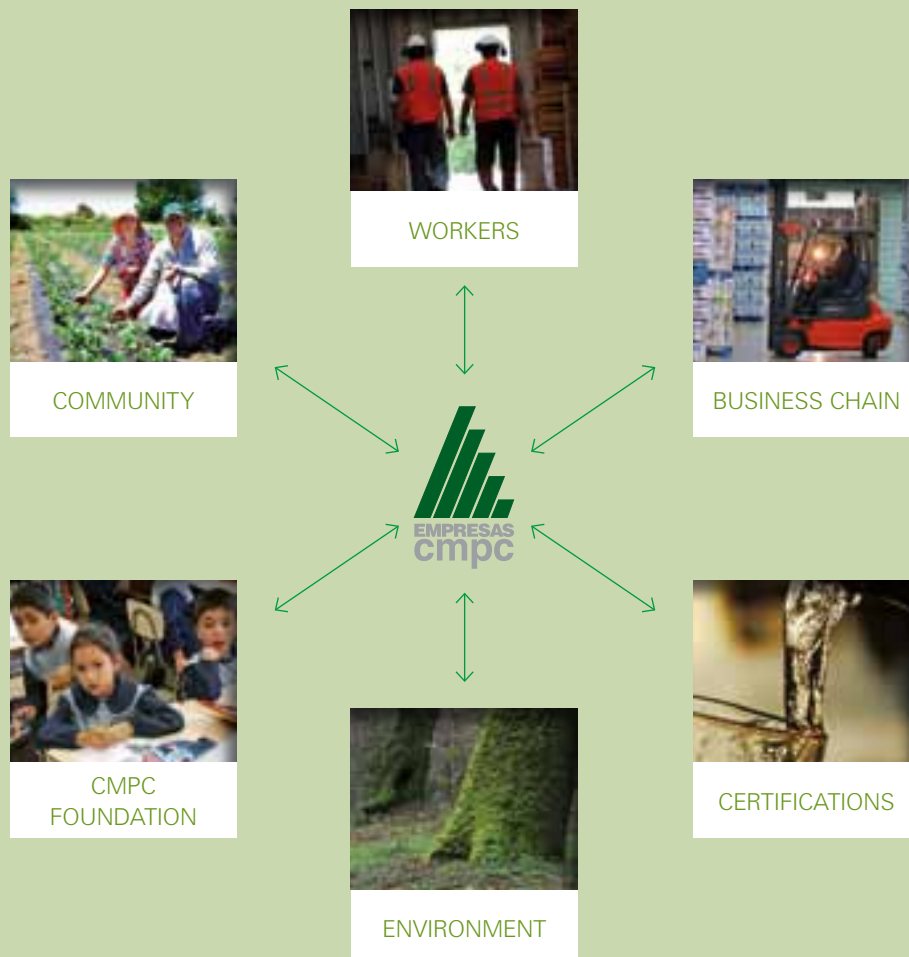 WORKERS
COMMUNITY
BUSINESS CHAIN
EMPRESAS
cmpc
CMPC
FOUNDATION
CERTIFICATIONS
ENVIRONMENT